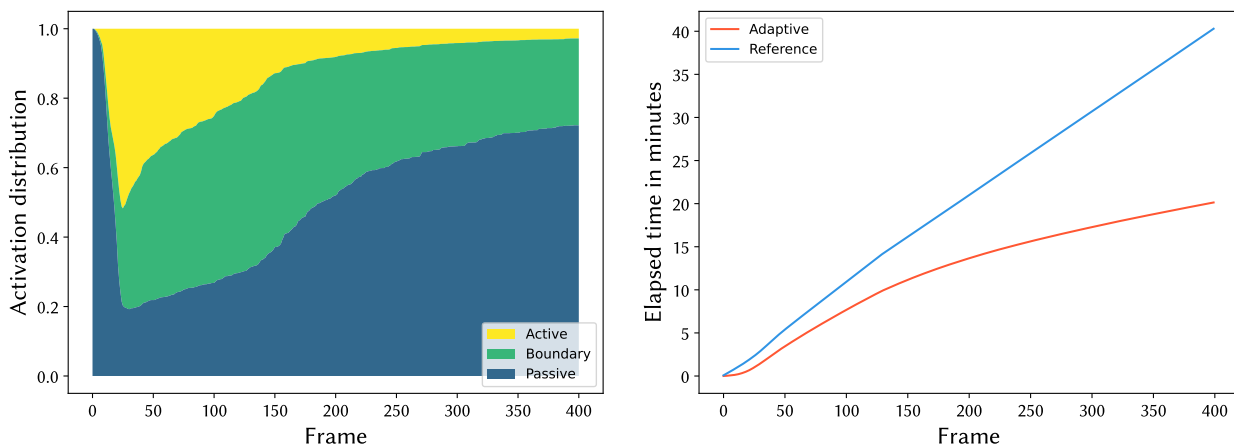 1.0
0.8
0.6
0.4
0.2
0.0
Activation distribution
Active
Boundary
Passive
0 50 100 150 200 250 300 350 400
Frame
40
35
30
25
20
15
10
5
0
Elapsed time in minutes
Adaptive
Reference
0 50 100 150 200 250 300 350 400
Frame